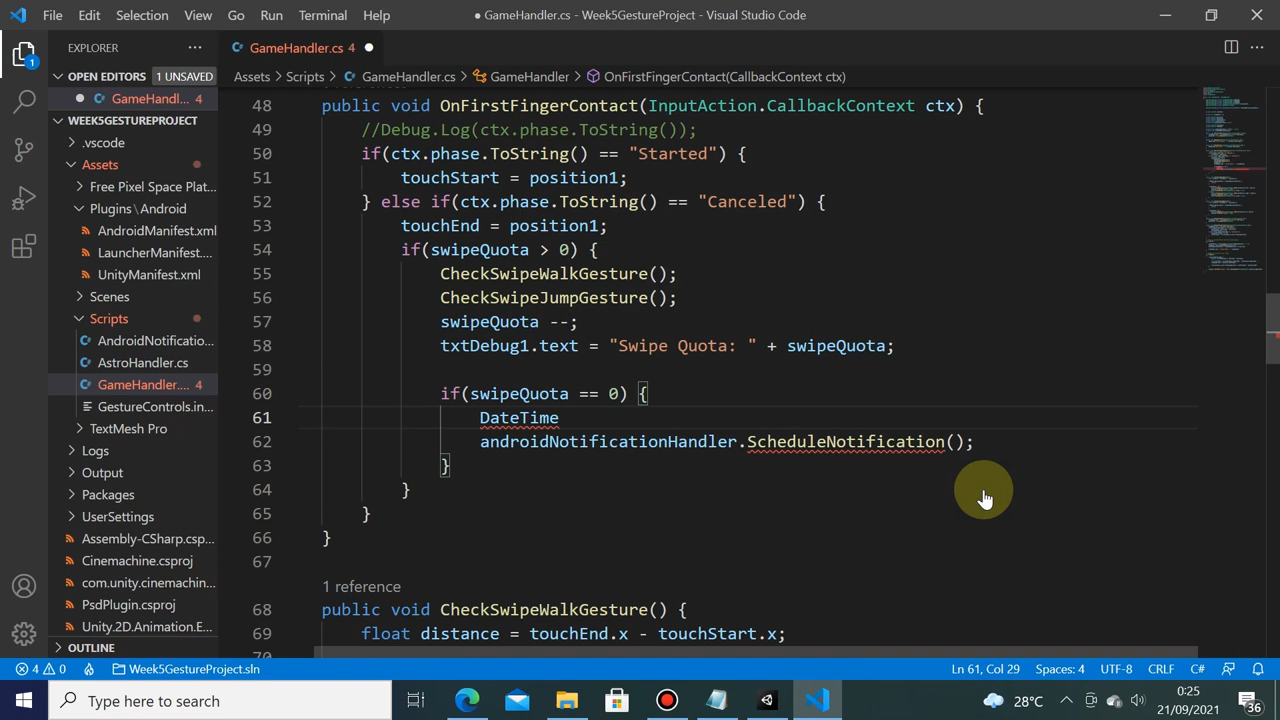 File Edit Selection View Go Run Terminal Help
● GameHandler.cs - Week5GestureProject - Visual Studio Code
EXPLORER
GameHandler.cs 4
OPEN EDITORS 1 UNSAVED
Assets > Scripts > GameHandler.cs > GameHandler > OnFirstFingerContact(CallbackContext ctx)
GameHandl... 4
WEEK5GESTUREPROJECT
.vscode
Assets
Free Pixel Space Plat...
Plugins\Android
AndroidManifest.xml
LauncherManifest....
UnityManifest.xml
Scenes
Scripts
AndroidNotificatio...
AstroHandler.cs
GameHandler.... 4
GestureControls.in...
TextMesh Pro
Logs
Output
Packages
UserSettings
Assembly-CSharp.csp...
Cinemachine.csproj
com.unity.cinemachin...
PsdPlugin.csproj
Unity.2D.Animation.E...
OUTLINE
48 public void OnFirstFingerContact(InputAction.CallbackContext ctx) {
49 //Debug.Log(ctx.phase.ToString());
50 if(ctx.phase.ToString() == "Started") {
51 touchStart = position1;
52 } else if(ctx.phase.ToString() == "Canceled") {
53 touchEnd = position1;
54 if(swipeQuota > 0) {
55 CheckSwipeWalkGesture();
56 CheckSwipeJumpGesture();
57 swipeQuota --;
58 txtDebug1.text = "Swipe Quota: " + swipeQuota;
59
60 if(swipeQuota == 0) {
61 DateTime
62 androidNotificationHandler.ScheduleNotification();
63 }
64 }
65 }
66 }
67
1 reference
68 public void CheckSwipeWalkGesture() {
69 float distance = touchEnd.x - touchStart.x;
4 0 Week5GestureProject.sln Ln 61, Col 29 Spaces: 4 UTF-8 CRLF C#
Type here to search
28°C
0:25
21/09/2021
36
1